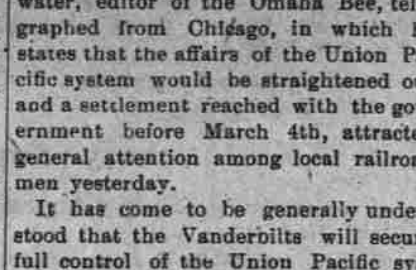 water, editor of the Omaha Bee, tel
graphed from Chicago, in which
states that the affairs of the Union P
cific system would be straightened o
and a settlement reached with the go
ernment before March 4th, attracte
general attention among local railroa
men yesterday.
It has come to be generally unde
stood that the Vanderbilts will secu
full control of the Union Pacific sy